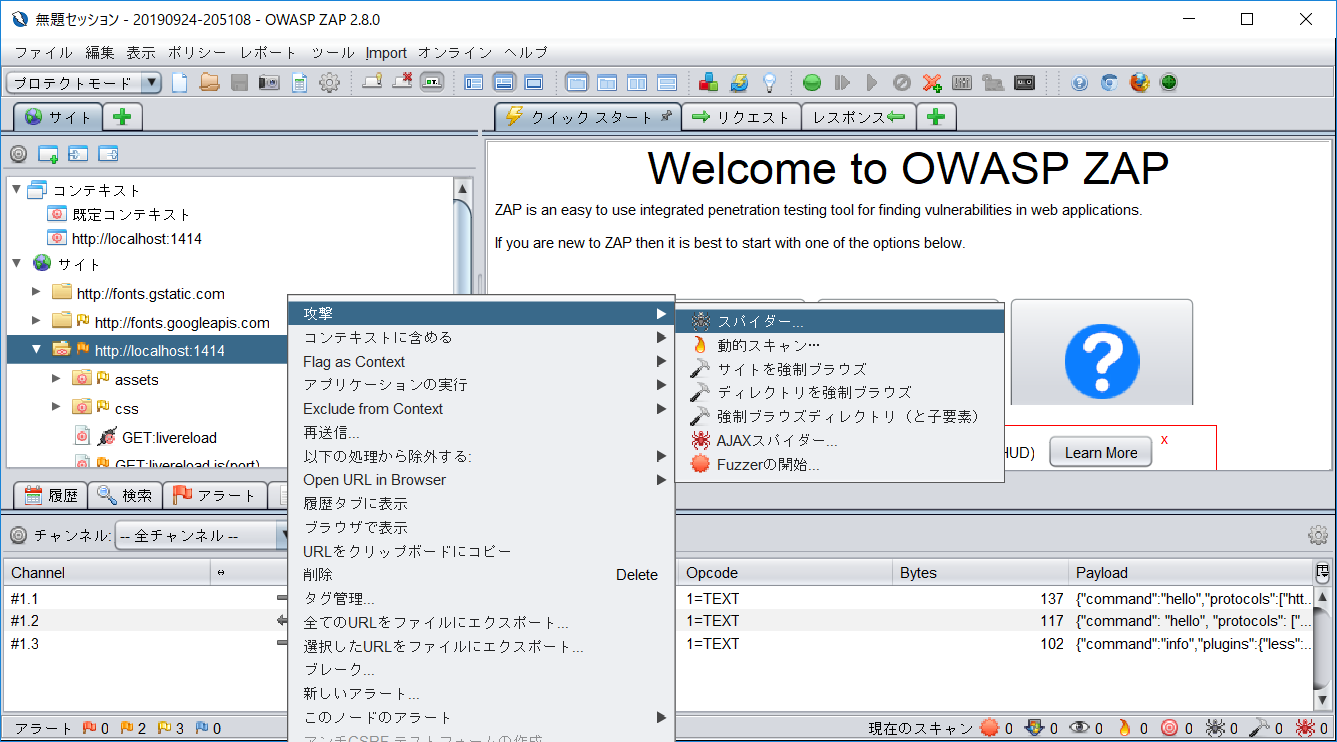 無題セッション - 20190924-205108 - OWASP ZAP 2.8.0
ファイル 編集 表示 ポリシー レポート ツール Import オンライン ヘルプ
プロテクトモード
サイト
クイック スタート
リクエスト
レスポンス
コンテキスト
既定コンテキスト
http://localhost:1414
サイト
http://fonts.gstatic.com
http://fonts.googleapis.com
http://localhost:1414
assets
css
GET:livereload
GET:livereload.js(port)
Welcome to OWASP ZAP
ZAP is an easy to use integrated penetration testing tool for finding vulnerabilities in web applications.
If you are new to ZAP then it is best to start with one of the options below.
HUD)
Learn More
X
攻撃
コンテキストに含める
Flag as Context
アプリケーションの実行
Exclude from Context
再送信...
以下の処理から除外する:
Open URL in Browser
履歴タブに表示
ブラウザで表示
URLをクリップボードにコピー
削除 Delete
タグ管理...
全てのURLをファイルにエクスポート...
選択したURLをファイルにエクスポート...
ブレーク...
新しいアラート...
このノードのアラート
アンチCSRF テストフォームの作成
スパイダー...
動的スキャン…
サイトを強制ブラウズ
ディレクトリを強制ブラウズ
強制ブラウズディレクトリ（と子要素）
AJAXスパイダー...
Fuzzerの開始...
履歴
検索
アラート
チャンネル: -- 全チャンネル --
Channel Opcode Bytes Payload
#1.1 1=TEXT 137 {"command":"hello","protocols":["htt...
#1.2 1=TEXT 117 {"command": "hello", "protocols": ["...
#1.3 1=TEXT 102 {"command":"info","plugins":{"less":...
アラート 0 2 3 0 現在のスキャン 0 0 0 0 0 0 0 0